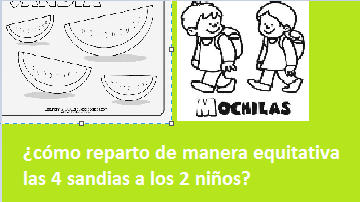 MOCHILAS
¿cómo reparto de manera equitativa
las 4 sandias a los 2 niños?